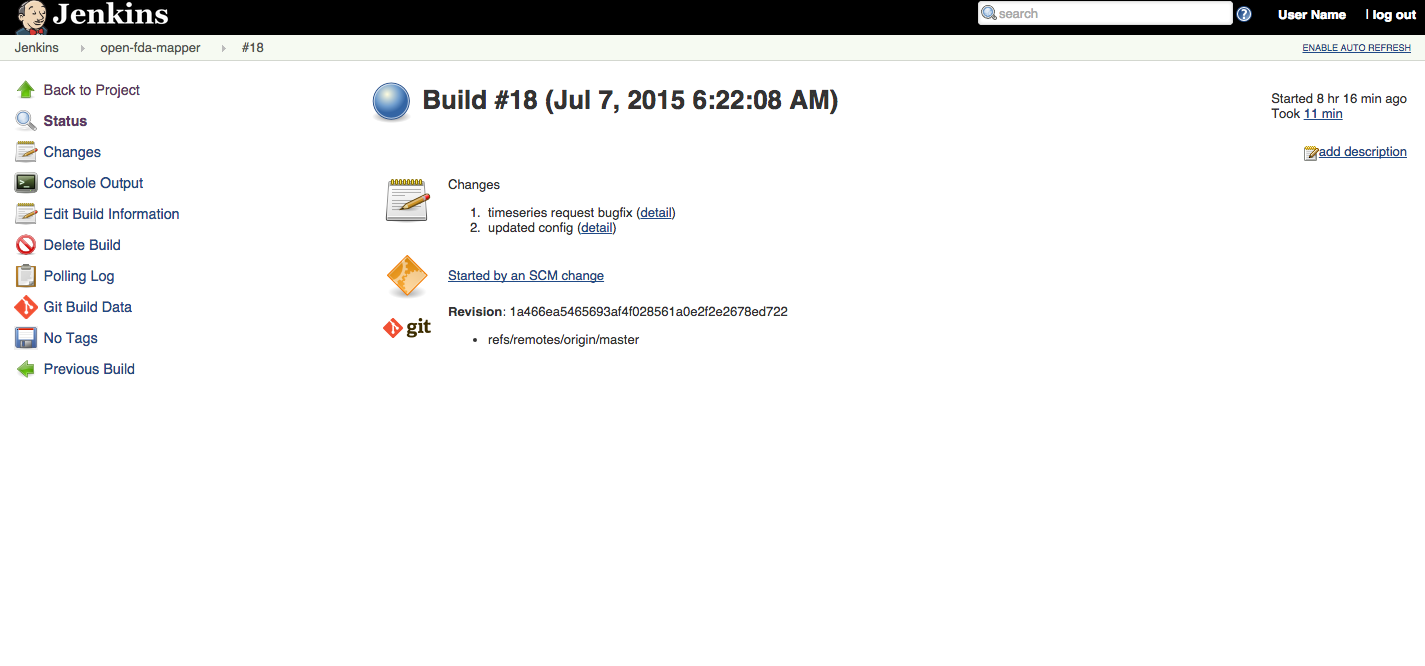 Jenkins
search
?
User Name
| log out
Jenkins
open-fda-mapper
#18
ENABLE AUTO REFRESH
Back to Project
Status
Changes
Console Output
Edit Build Information
Delete Build
Polling Log
Git Build Data
No Tags
Previous Build
Build #18 (Jul 7, 2015 6:22:08 AM)
Started 8 hr 16 min ago
Took 11 min
add description
Changes
1. timeseries request bugfix (detail)
2. updated config (detail)
Started by an SCM change
git
Revision: 1a466ea5465693af4f028561a0e2f2e2678ed722
• refs/remotes/origin/master